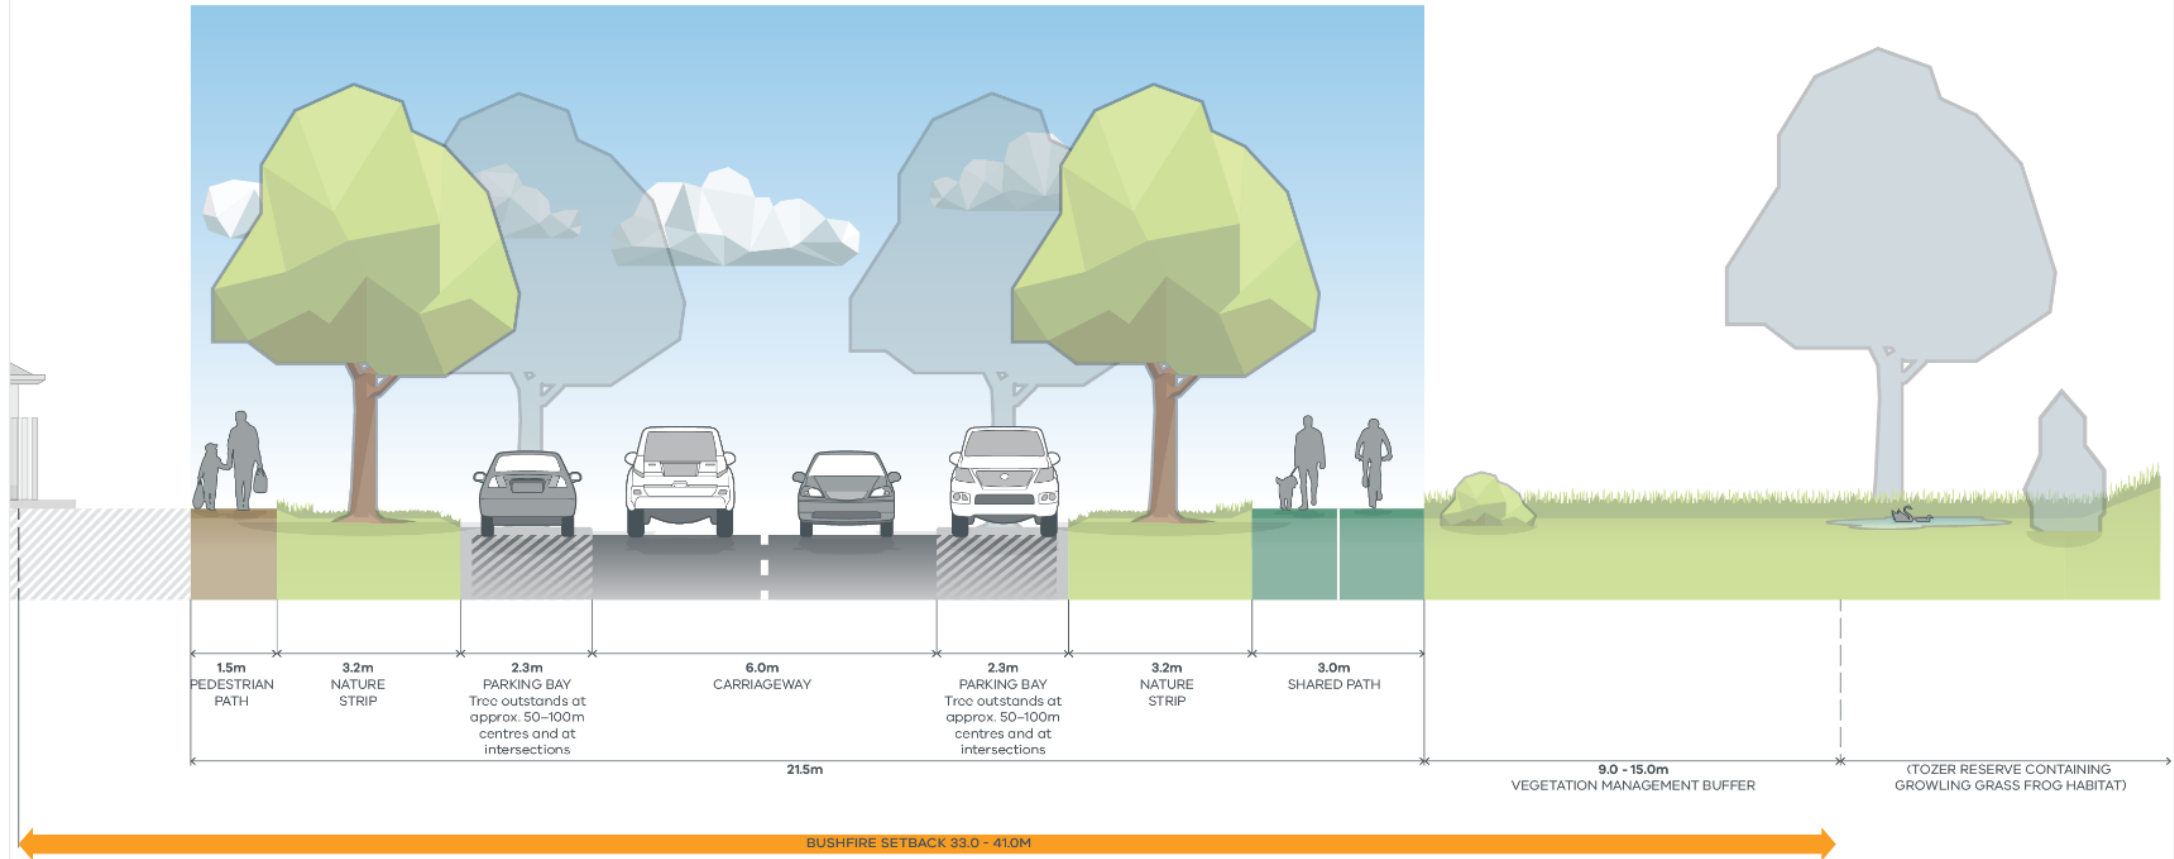 1.5m
PEDESTRIAN
PATH
3.2m
NATURE
STRIP
2.3m
PARKING BAY
Tree outstands at
approx. 50–100m
centres and at
intersections
6.0m
CARRIAGEWAY
2.3m
PARKING BAY
Tree outstands at
approx. 50–100m
centres and at
intersections
3.2m
NATURE
STRIP
3.0m
SHARED PATH
21.5m
9.0 - 15.0m
VEGETATION MANAGEMENT BUFFER
(TOZER RESERVE CONTAINING
GROWLING GRASS FROG HABITAT)
BUSHFIRE SETBACK 33.0 - 41.0M